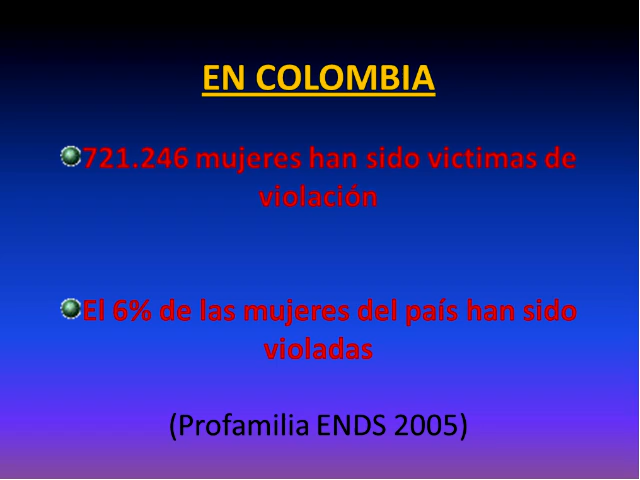 EN COLOMBIA
721.246 mujeres han sido victimas de
violación
El 6% de las mujeres del país han sido
violadas
(Profamilia ENDS 2005)